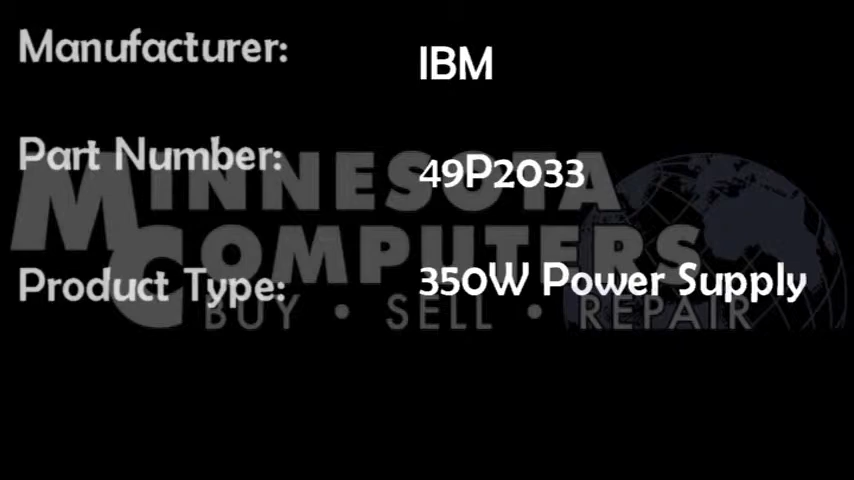 Manufacturer: IBM
Part Number: 49P2033
MINNESOTA
COMPUTERS
Product Type: 350W Power Supply
BUY • SELL • REPAIR